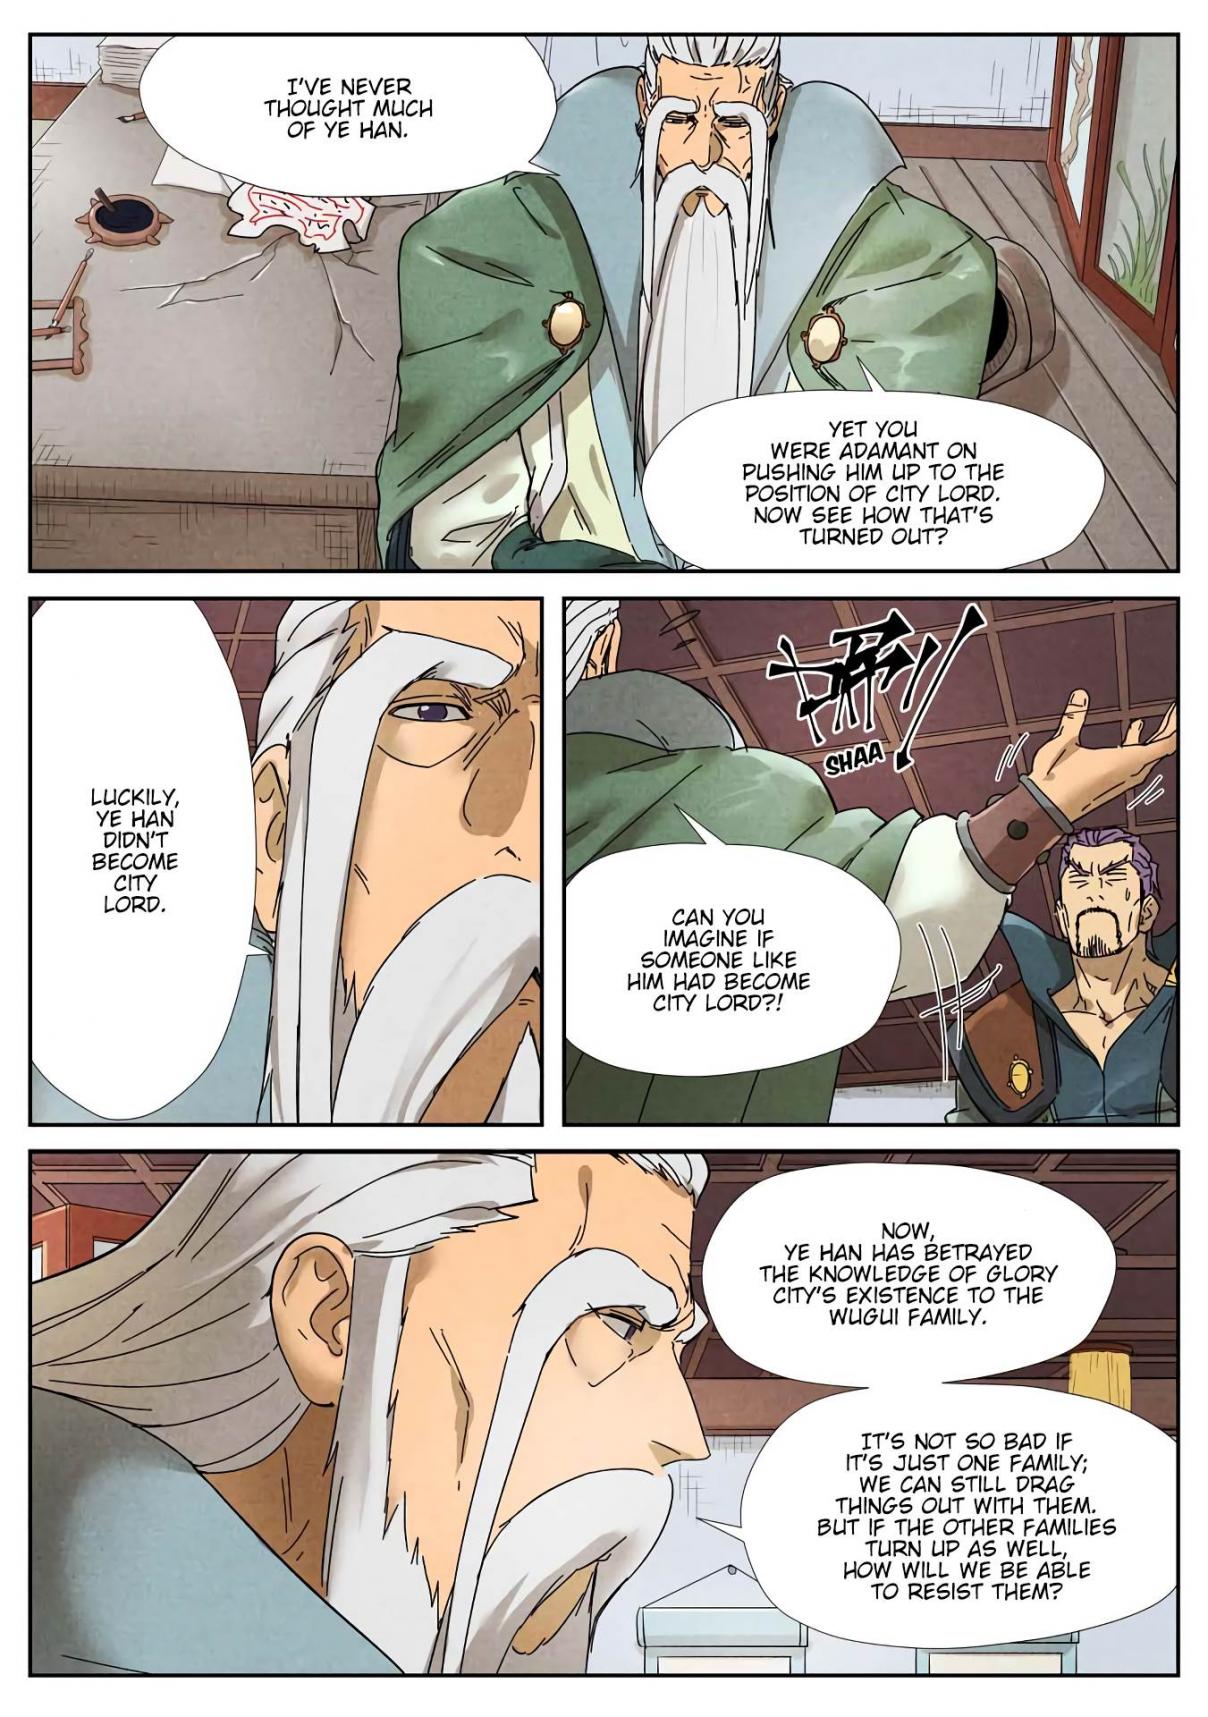 I'VE NEVER
THOUGHT MUCH
OF YE HAN.
YET YOU
WERE ADAMANT ON
PUSHING HIM UP TO THE
POSITION OF CITY LORD.
NOW SEE HOW THAT'S
TURNED OUT?
LUCKILY,
YE HAN
DIDN'T
BECOME
CITY
LORD.
SHAA
CAN YOU
IMAGINE IF
SOMEONE LIKE
HIM HAD BECOME
CITY LORD?!
NOW,
YE HAN HAS BETRAYED
THE KNOWLEDGE OF GLORY
CITY'S EXISTENCE TO THE
WUGUI FAMILY.
IT'S NOT SO BAD IF
IT'S JUST ONE FAMILY;
WE CAN STILL DRAG
THINGS OUT WITH THEM.
BUT IF THE OTHER FAMILIES
TURN UP AS WELL,
HOW WILL WE BE ABLE
TO RESIST THEM?